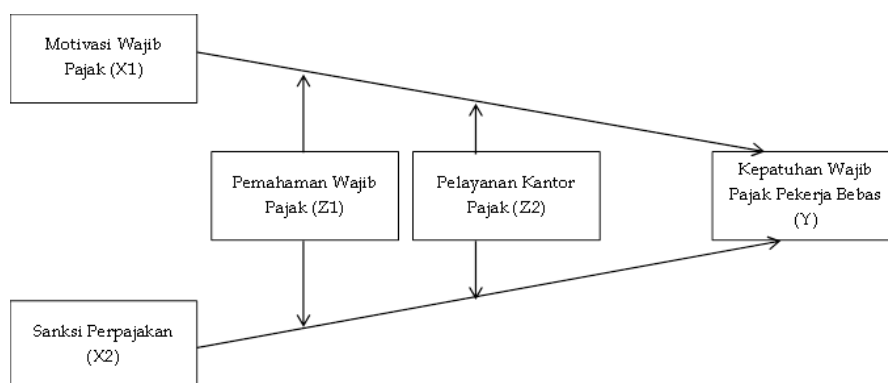 Motivasi Wajib
Pajak (X1)
Pemahaman Wajib
Pajak (Z1)
Pelayanan Kantor
Pajak (Z2)
Kepatuhan Wajib
Pajak Pekerja Bebas
(Y)
Sanksi Perpajakan
(X2)